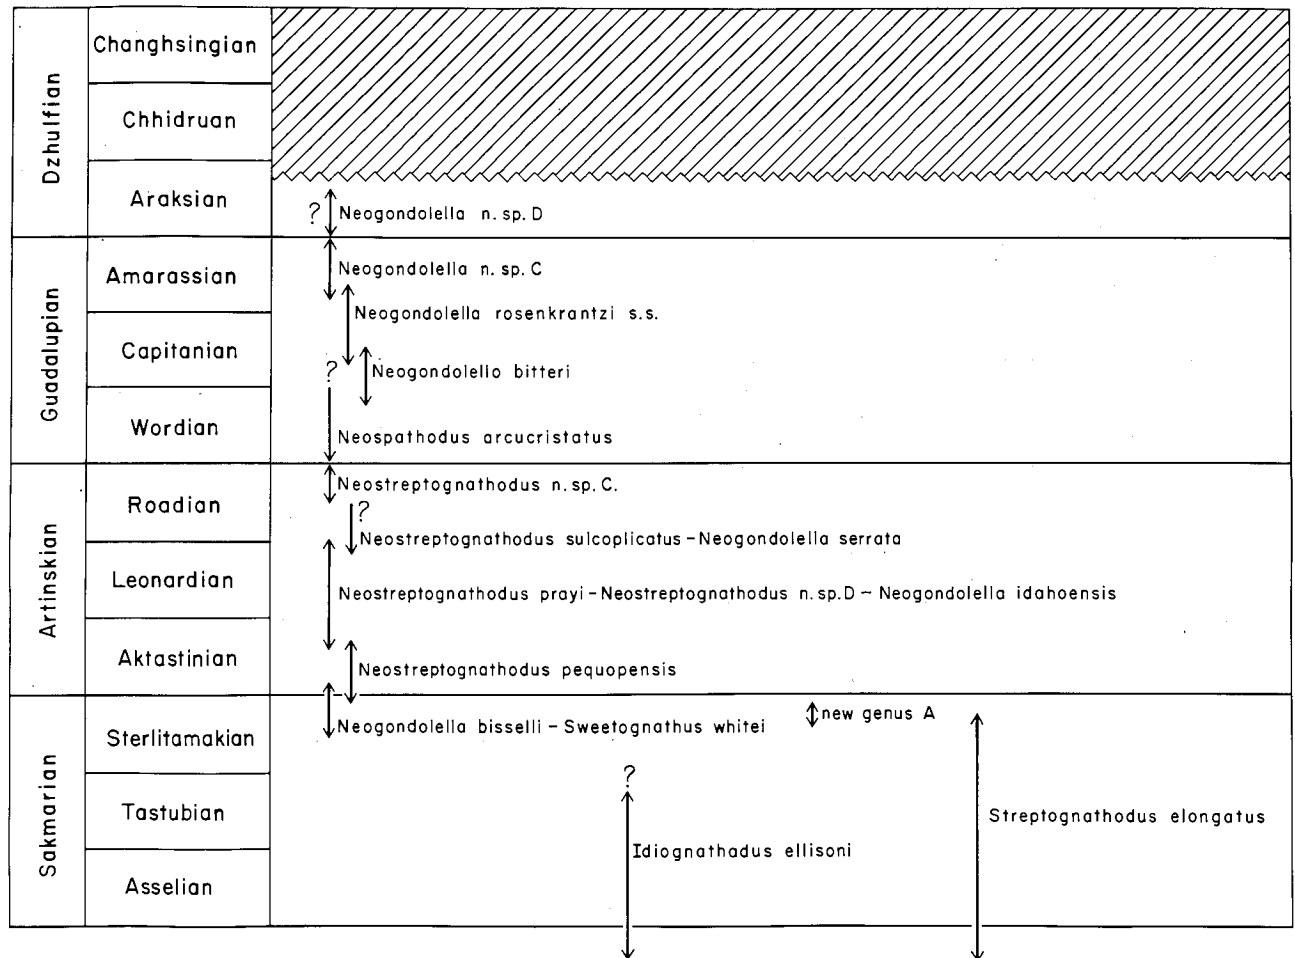 Dzhulfian
Changhsingian
Chhidruan
Araksian
? Neogondolella n. sp. D
Guadalupian
Amarassian
Neogondolella n. sp. C
Neogondolella rosenkrantzi s.s.
Capitanian
?
Neogondolello bitteri
Wordian
Neospathodus arcucristatus
Artinskian
Roadian
Neostreptognathodus n. sp. C.
?
Neostreptognathodus sulcoplicatus – Neogondolella serrata
Leonardian
Neostreptognathodus prayi – Neostreptognathodus n. sp. D – Neogondolella idahoensis
Aktastinian
Neostreptognathodus pequopensis
Sakmarian
Sterlitamakian
Neogondolella bisselli – Sweetognathus whitei
new genus A
?
Tastubian
Streptognathodus elongatus
Idiognathadus ellisoni
Asselian